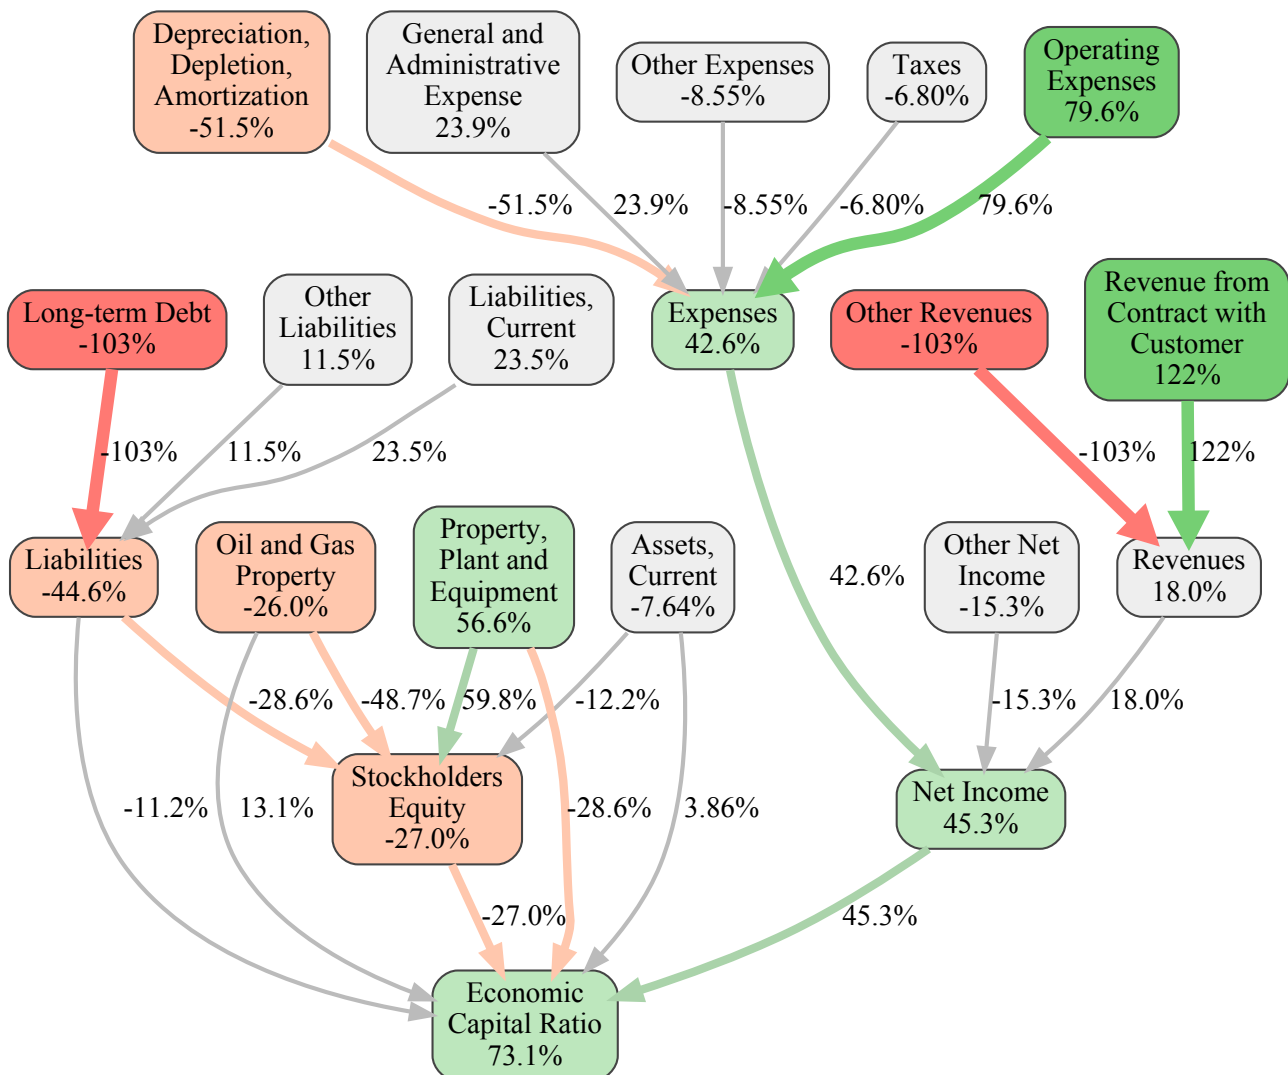 Depreciation,
Depletion,
Amortization
-51.5%
General and
Administrative
Expense
23.9%
Other Expenses
-8.55%
Taxes
-6.80%
Operating
Expenses
79.6%
-51.5%
23.9%
-8.55%
-6.80%
79.6%
Long-term Debt
-103%
Other
Liabilities
11.5%
Liabilities,
Current
23.5%
Expenses
42.6%
Other Revenues
-103%
Revenue from
Contract with
Customer
122%
-103%
11.5%
23.5%
-103%
122%
Liabilities
-44.6%
Oil and Gas
Property
-26.0%
Property,
Plant and
Equipment
56.6%
Assets,
Current
-7.64%
42.6%
Other Net
Income
-15.3%
Revenues
18.0%
-28.6%
-48.7%
59.8%
-12.2%
-15.3%
18.0%
-11.2%
13.1%
Stockholders
Equity
-27.0%
-28.6%
3.86%
Net Income
45.3%
-27.0%
45.3%
Economic
Capital Ratio
73.1%